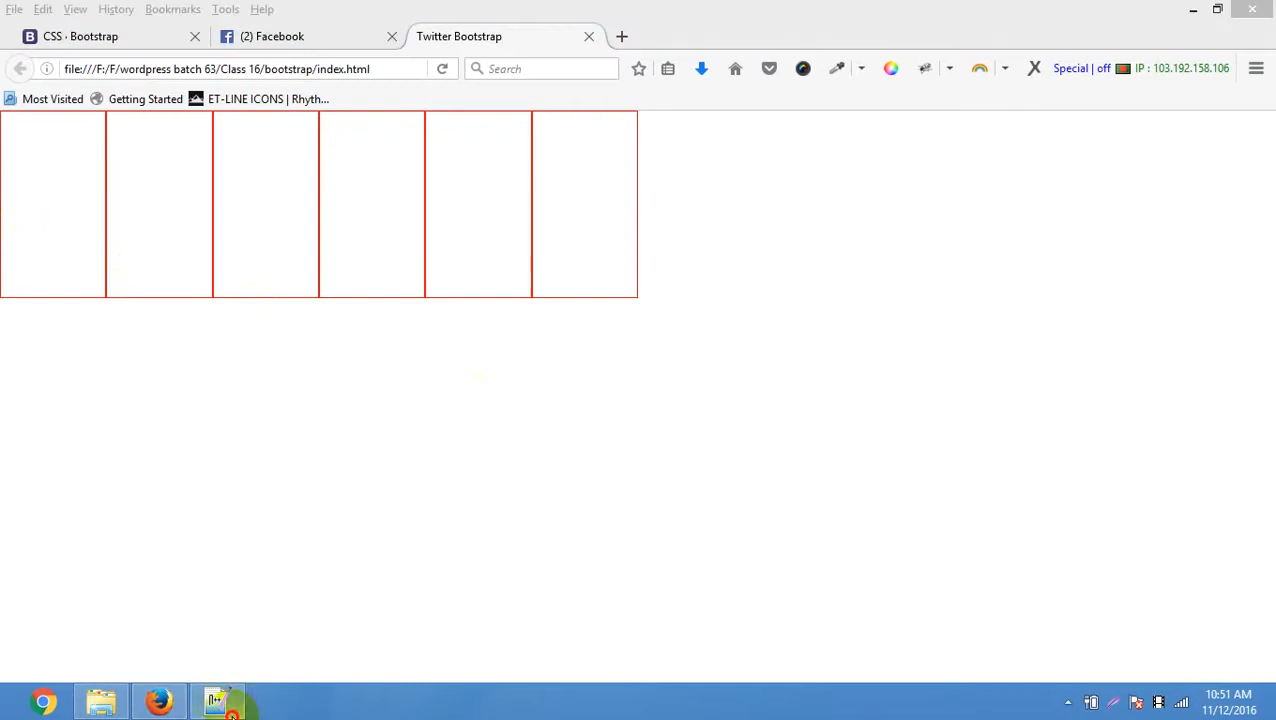 File Edit View History Bookmarks Tools Help
CSS · Bootstrap (2) Facebook Twitter Bootstrap
file:///F:/F/wordpress batch 63/Class 16/bootstrap/index.html Search Special | off IP : 103.192.158.106
Most Visited Getting Started ET-LINE ICONS | Rhyth...
10:51 AM
11/12/2016